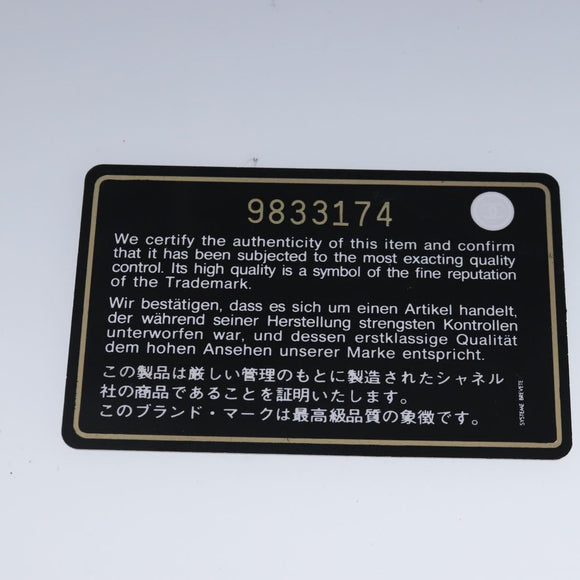 9833174
We certify the authenticity of this item and confirm
that it has been subjected to the most exacting quality
control. Its high quality is a symbol of the fine reputation
of the Trademark.
Wir bestätigen, dass es sich um einen Artikel handelt,
der während seiner Herstellung strengsten Kontrollen
unterworfen war, und dessen erstklassige Qualität
dem hohen Ansehen unserer Marke entspricht.
この製品は厳しい管理のもとに製造されたシャネル
社の商品であることを証明いたします。
このブランド・マークは最高級品質の象徴です。
SYSTEME BREVETE